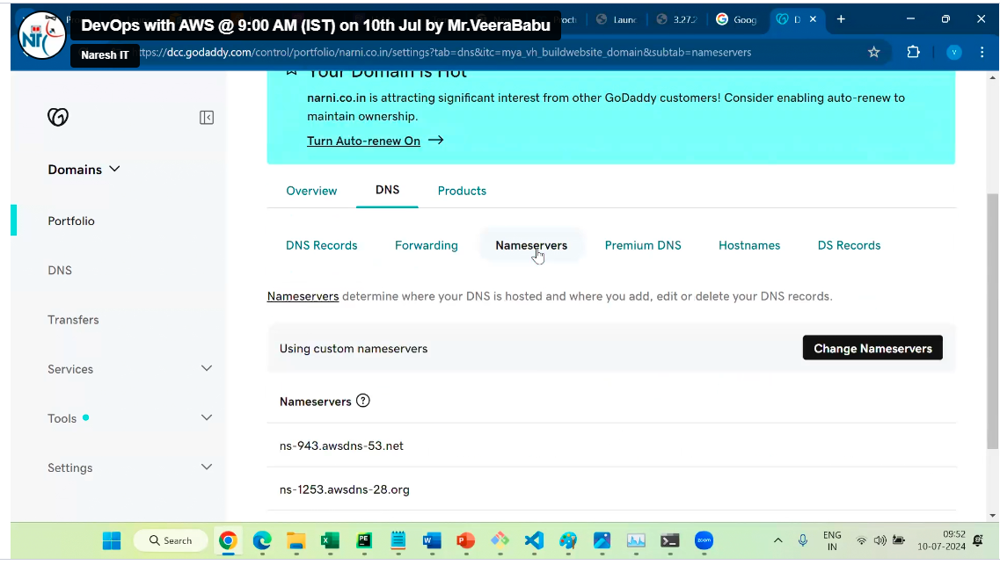 DevOps with AWS @ 9:00 AM (IST) on 10th Jul by Mr.VeeraBabu
Naresh IT
Laun
3.27.2
Goog
D
ttps://dcc.godaddy.com/control/portfolio/narni.co.in/settings?tab=dns&itc=mya_vh_buildwebsite_domain&subtab=nameservers
V
Your Domain is Hot
narni.co.in is attracting significant interest from other GoDaddy customers! Consider enabling auto-renew to
maintain ownership.
Turn Auto-renew On
Domains
Portfolio
DNS
Transfers
Services
Tools
Settings
Overview DNS Products
DNS Records Forwarding Nameservers Premium DNS Hostnames DS Records
Nameservers determine where your DNS is hosted and where you add, edit or delete your DNS records.
Using custom nameservers Change Nameservers
Nameservers ?
ns-943.awsdns-53.net
ns-1253.awsdns-28.org
Search
zoom
ENG
IN
09:52
10-07-2024